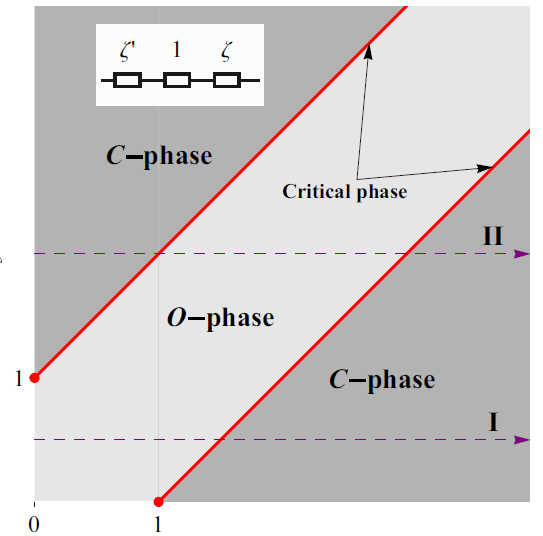 ζ' 1 ζ
C–phase
Critical phase
II
O–phase
C–phase
1
I
0 1